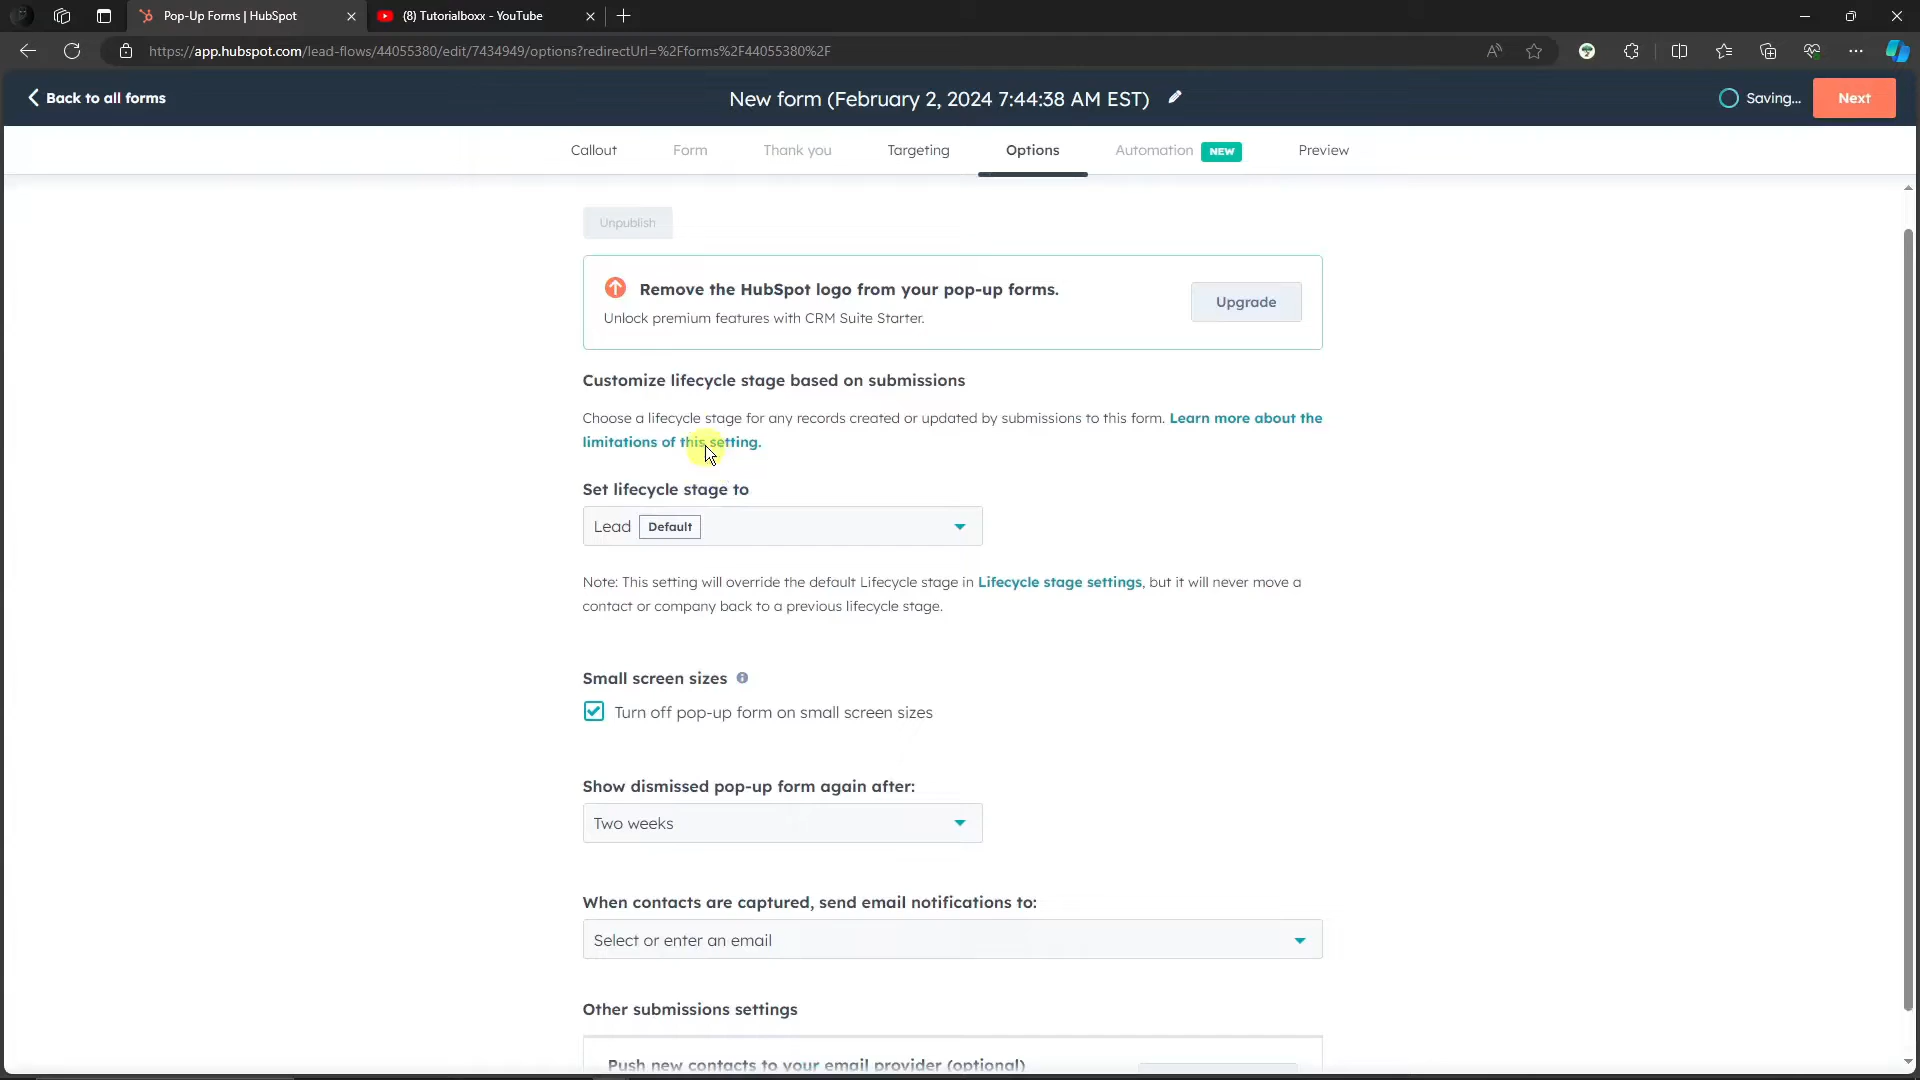 Pop-Up Forms | HubSpot
(8) Tutorialboxx - YouTube
https://app.hubspot.com/lead-flows/44055380/edit/7434949/options?redirectUrl=%2Fforms%2F44055380%2F
Back to all forms
New form (February 2, 2024 7:44:38 AM EST)
Saving...
Next
Callout
Form
Thank you
Targeting
Options
Automation NEW
Preview
Unpublish
Remove the HubSpot logo from your pop-up forms.
Unlock premium features with CRM Suite Starter.
Upgrade
Customize lifecycle stage based on submissions
Choose a lifecycle stage for any records created or updated by submissions to this form. Learn more about the
limitations of this setting.
Set lifecycle stage to
Lead Default
Note: This setting will override the default Lifecycle stage in Lifecycle stage settings, but it will never move a
contact or company back to a previous lifecycle stage.
Small screen sizes
Turn off pop-up form on small screen sizes
Show dismissed pop-up form again after:
Two weeks
When contacts are captured, send email notifications to:
Select or enter an email
Other submissions settings
Push new contacts to your email provider (optional)